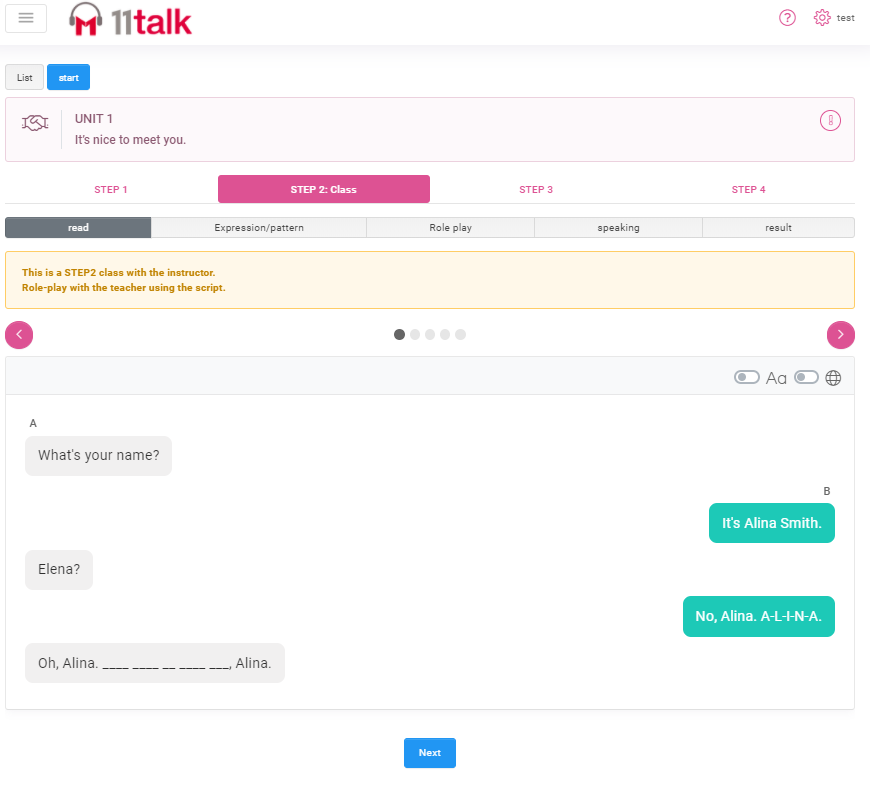 11talk
test
List
start
UNIT 1
It's nice to meet you.
STEP 1
STEP 2: Class
STEP 3
STEP 4
read
Expression/pattern
Role play
speaking
result
This is a STEP2 class with the instructor.
Role-play with the teacher using the script.
Aa
A
What's your name?
B
It's Alina Smith.
Elena?
No, Alina. A-L-I-N-A.
Oh, Alina. ____ ____ __ ____ ___, Alina.
Next